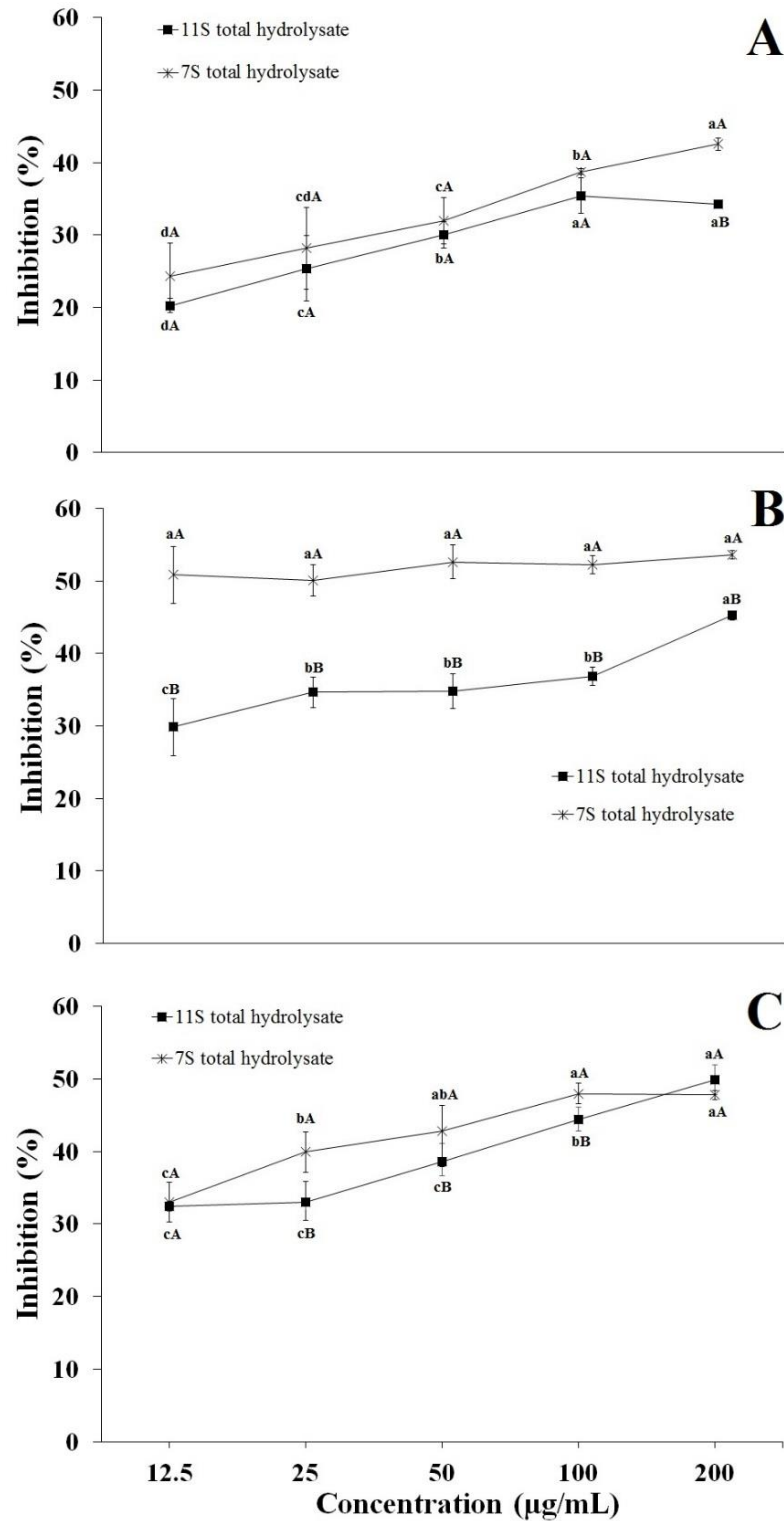 60
50
40
30
20
10
0
Inhibition (%)
11S total hydrolysate
7S total hydrolysate
A
dA
cdA
cA
bA
aA
dA
cA
bA
aA
aB
60
50
40
30
20
10
0
Inhibition (%)
B
aA
aA
aA
aA
aA
cB
bB
bB
bB
aB
11S total hydrolysate
7S total hydrolysate
60
50
40
30
20
10
0
Inhibition (%)
11S total hydrolysate
7S total hydrolysate
C
cA
bA
abA
aA
aA
cA
cB
cB
bB
aA
12.5 25 50 100 200
Concentration (µg/mL)